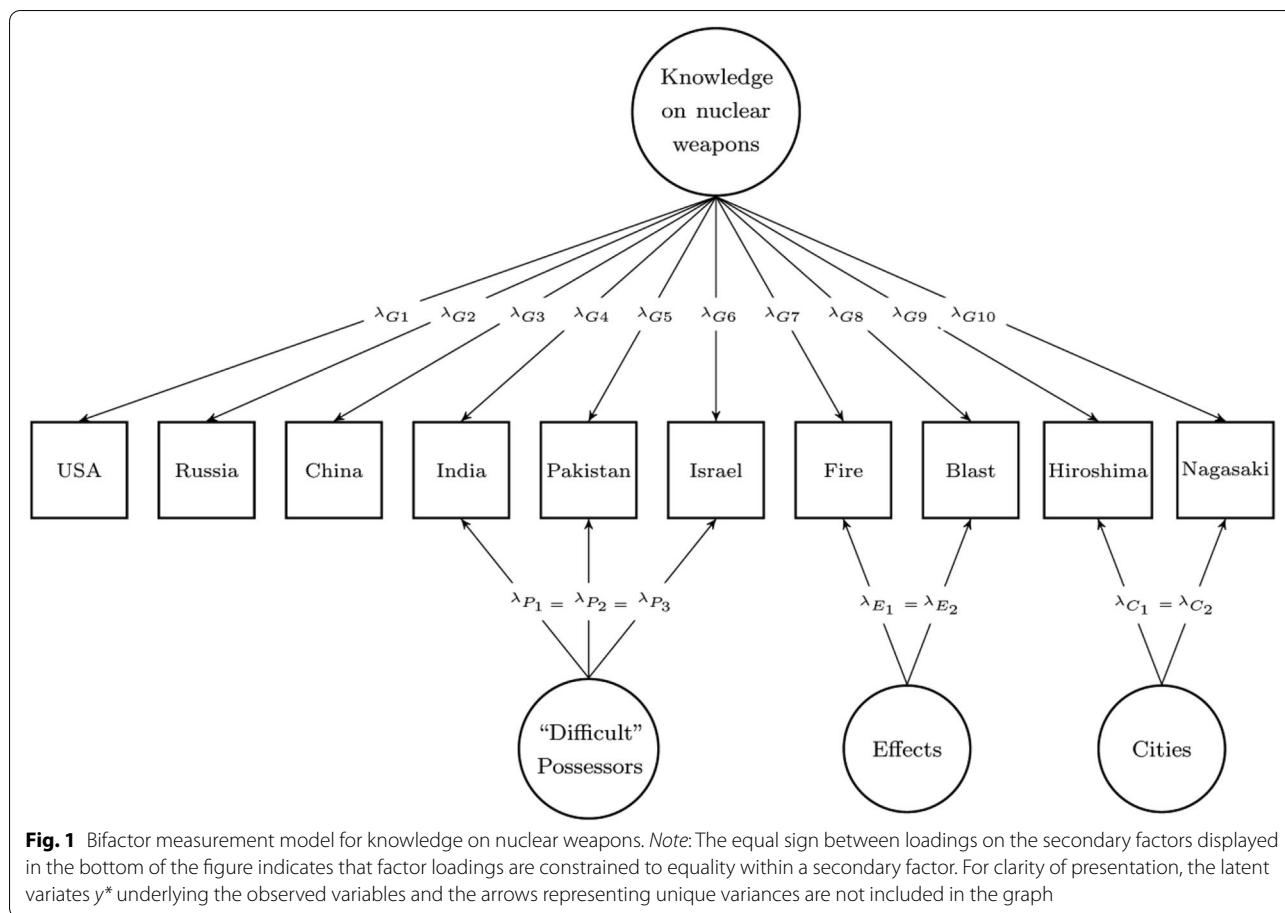 Knowledge
on nuclear
weapons
λG1 λG2 λG3 λG4 λG5 λG6 λG7 λG8 λG9 λG10
USA Russia China India Pakistan Israel Fire Blast Hiroshima Nagasaki
λP1 = λP2 = λP3 λE1 = λE2 λC1 = λC2
“Difficult”
Possessors
Effects
Cities
Fig. 1 Bifactor measurement model for knowledge on nuclear weapons. Note: The equal sign between loadings on the secondary factors displayed
in the bottom of the figure indicates that factor loadings are constrained to equality within a secondary factor. For clarity of presentation, the latent
variates y* underlying the observed variables and the arrows representing unique variances are not included in the graph